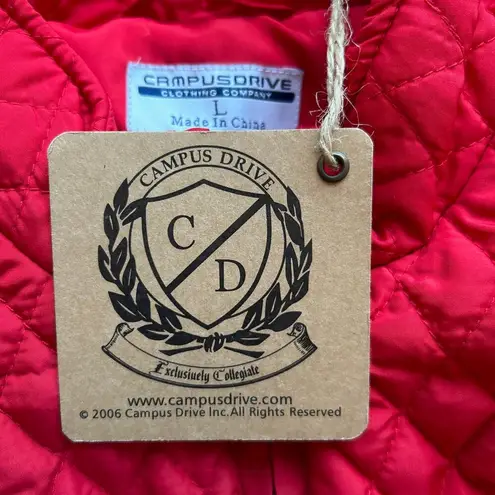 CAMPUSDRIVE
CLOTHING COMPANY
L
Made In China
CAMPUS DRIVE
C
D
Exclusively Collegiate
www.campusdrive.com
© 2006 Campus Drive Inc.All Rights Reserved